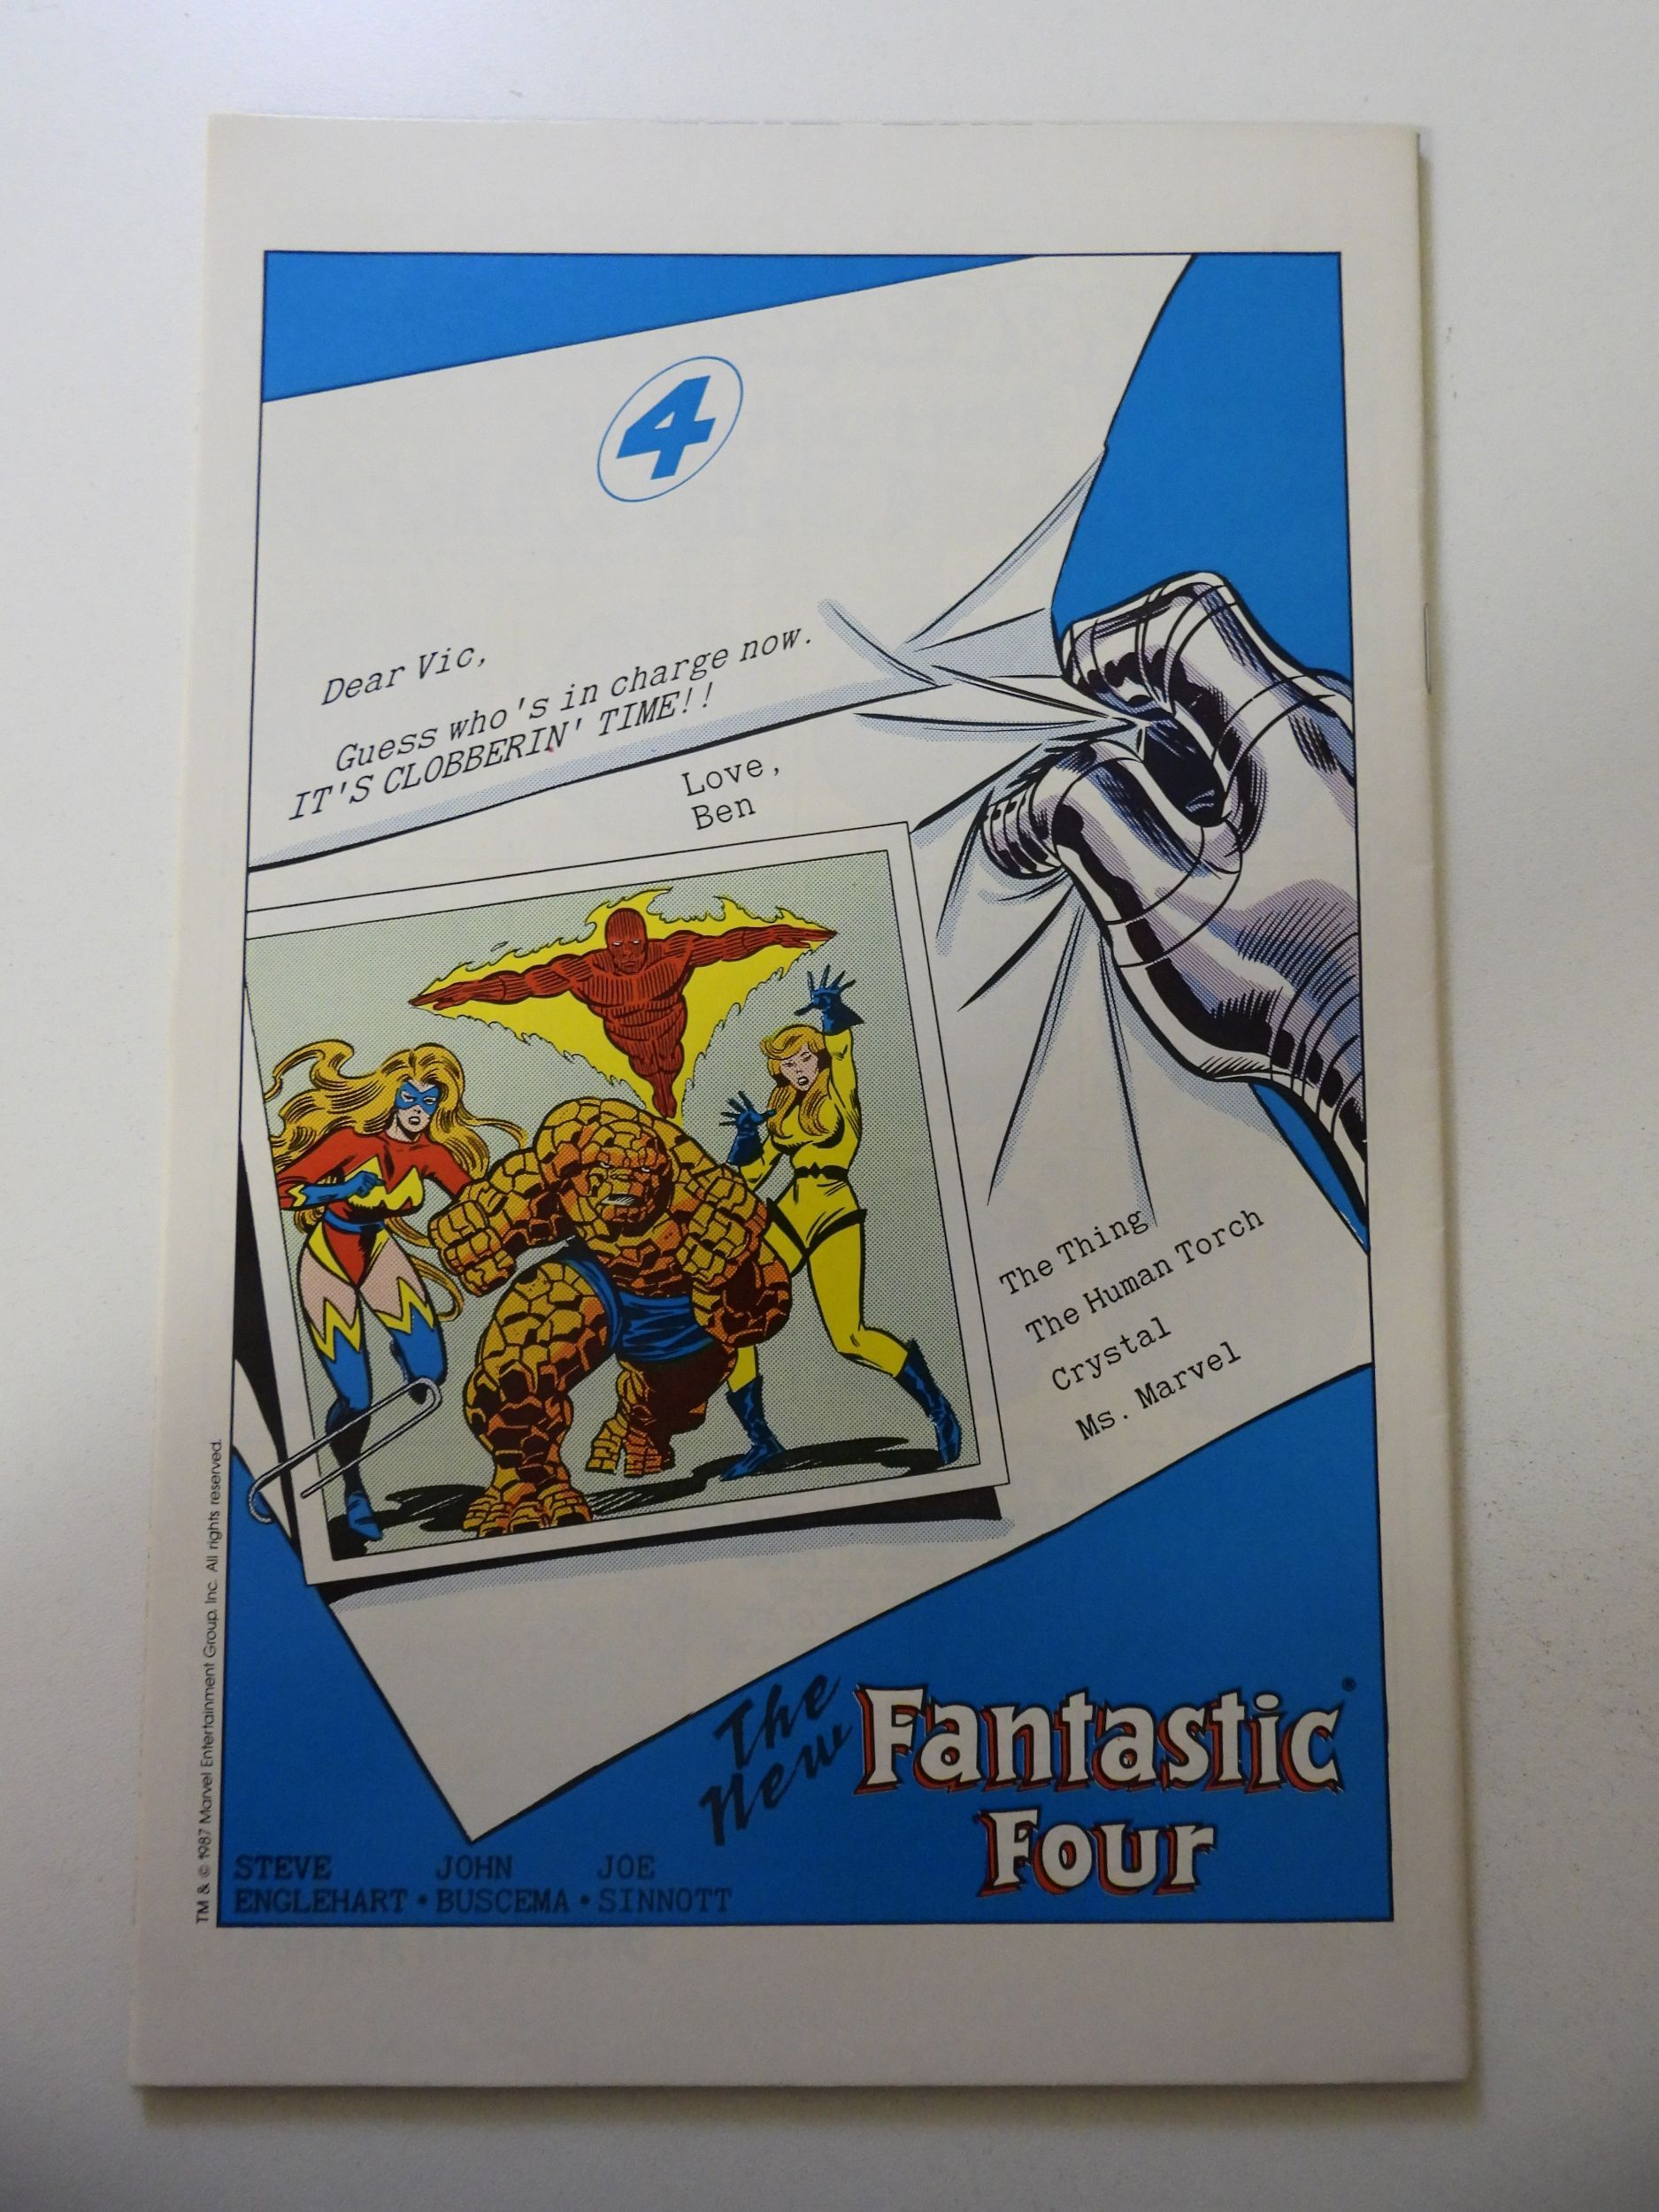 4
Dear Vic,
Guess who's in charge now.
IT'S CLOBBERIN' TIME!!
Love,
Ben
The Thing
The Human Torch
Crystal
Ms. Marvel
The
New
Fantastic
Four
®
STEVE JOHN JOE
ENGLEHART • BUSCEMA • SINNOTT
TM & © 1987 Marvel Entertainment Group, Inc. All rights reserved.